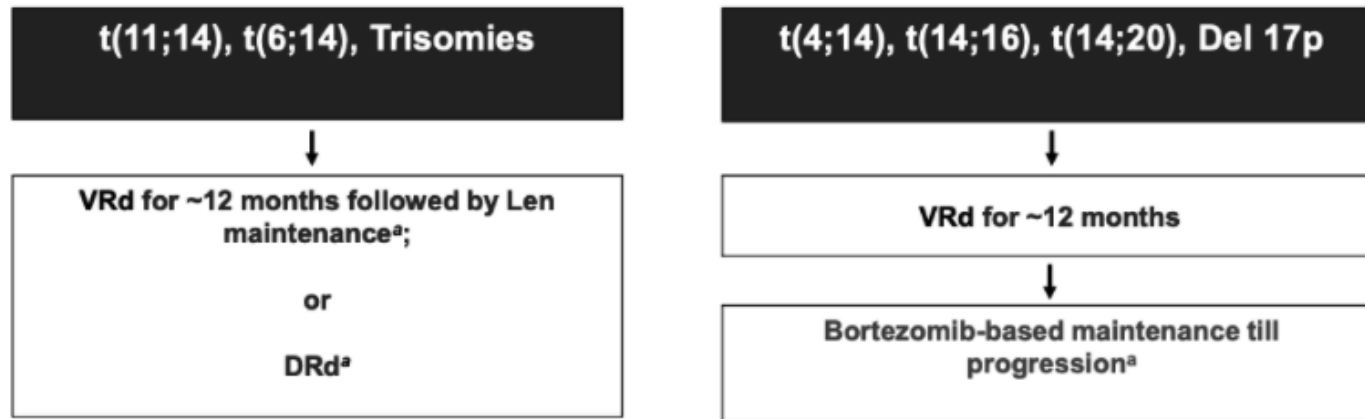 t(11;14), t(6;14), Trisomies
VRd for ~12 months followed by Len
maintenanceᵃ;
or
DRdᵃ
t(4;14), t(14;16), t(14;20), Del 17p
VRd for ~12 months
Bortezomib-based maintenance till
progressionᵃ